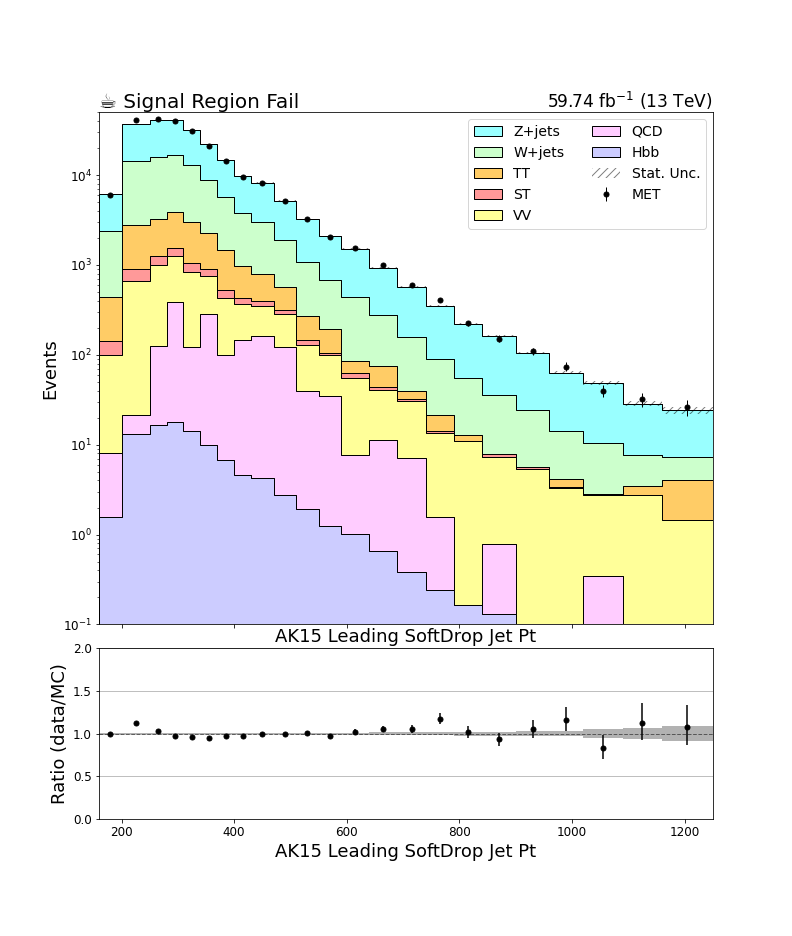 ☕ Signal Region Fail
59.74 fb⁻¹ (13 TeV)
Z+jets
W+jets
TT
ST
VV
QCD
Hbb
Stat. Unc.
MET
Events
10⁴
10³
10²
10¹
10⁰
10⁻¹
AK15 Leading SoftDrop Jet Pt
Ratio (data/MC)
2.0
1.5
1.0
0.5
0.0
200 400 600 800 1000 1200
AK15 Leading SoftDrop Jet Pt